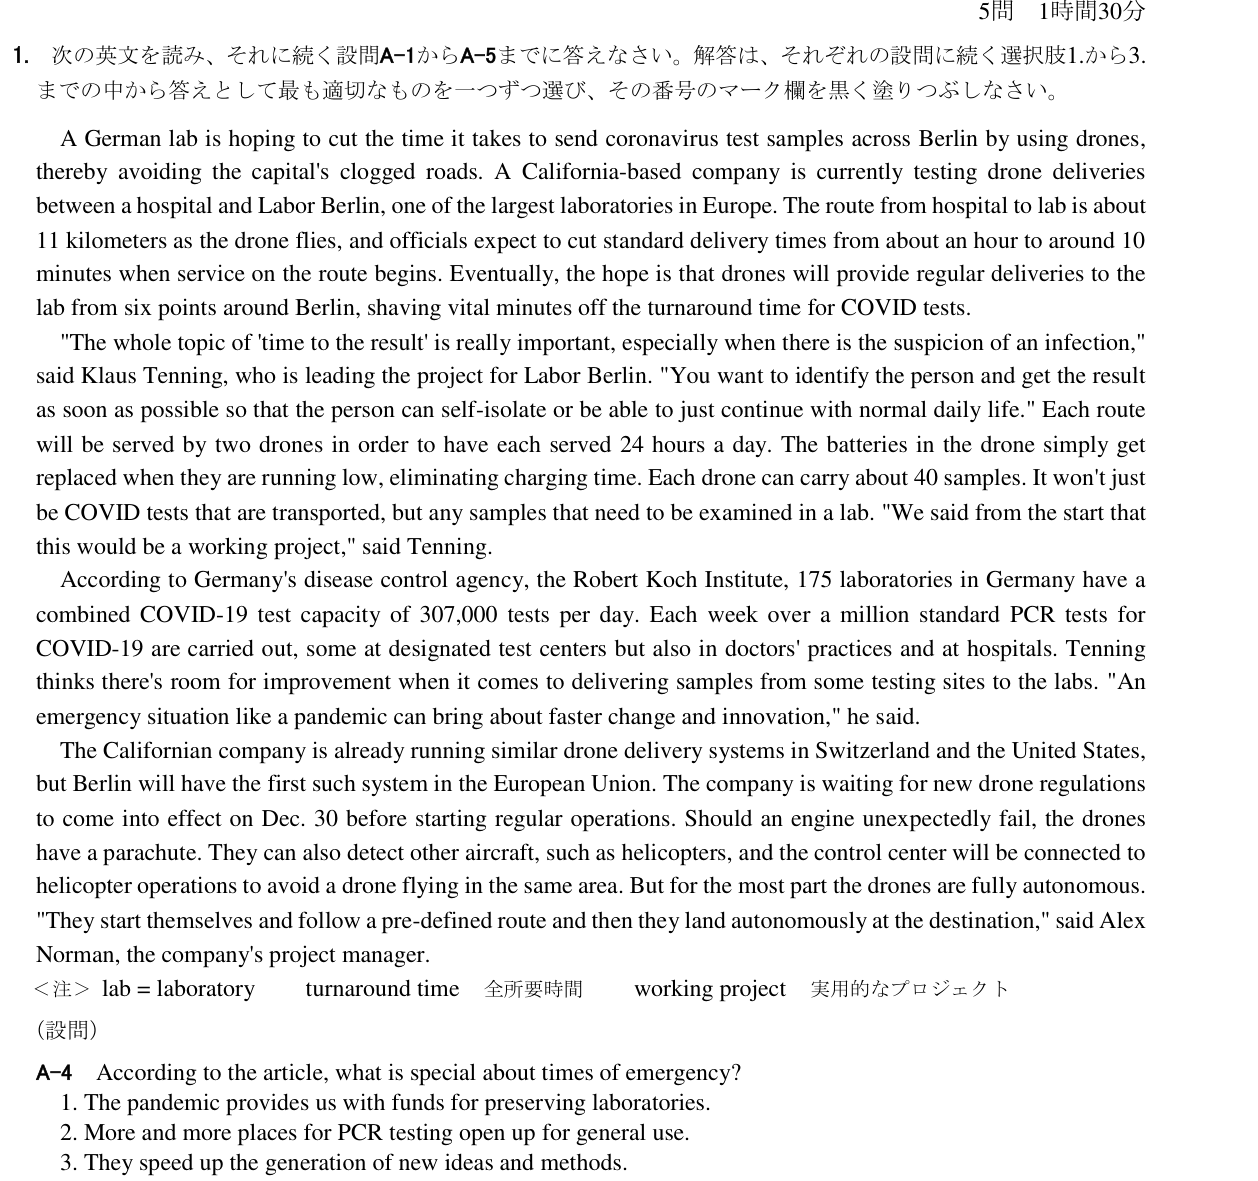 5問　1時間30分
1.　次の英文を読み、それに続く設問A−1からA−5までに答えなさい。解答は、それぞれの設問に続く選択肢1.から3.
までの中から答えとして最も適切なものを一つずつ選び、その番号のマーク欄を黒く塗りつぶしなさい。
A German lab is hoping to cut the time it takes to send coronavirus test samples across Berlin by using drones,
thereby avoiding the capital's clogged roads. A California-based company is currently testing drone deliveries
between a hospital and Labor Berlin, one of the largest laboratories in Europe. The route from hospital to lab is about
11 kilometers as the drone flies, and officials expect to cut standard delivery times from about an hour to around 10
minutes when service on the route begins. Eventually, the hope is that drones will provide regular deliveries to the
lab from six points around Berlin, shaving vital minutes off the turnaround time for COVID tests.
"The whole topic of 'time to the result' is really important, especially when there is the suspicion of an infection,"
said Klaus Tenning, who is leading the project for Labor Berlin. "You want to identify the person and get the result
as soon as possible so that the person can self-isolate or be able to just continue with normal daily life." Each route
will be served by two drones in order to have each served 24 hours a day. The batteries in the drone simply get
replaced when they are running low, eliminating charging time. Each drone can carry about 40 samples. It won't just
be COVID tests that are transported, but any samples that need to be examined in a lab. "We said from the start that
this would be a working project," said Tenning.
According to Germany's disease control agency, the Robert Koch Institute, 175 laboratories in Germany have a
combined COVID-19 test capacity of 307,000 tests per day. Each week over a million standard PCR tests for
COVID-19 are carried out, some at designated test centers but also in doctors' practices and at hospitals. Tenning
thinks there's room for improvement when it comes to delivering samples from some testing sites to the labs. "An
emergency situation like a pandemic can bring about faster change and innovation," he said.
The Californian company is already running similar drone delivery systems in Switzerland and the United States,
but Berlin will have the first such system in the European Union. The company is waiting for new drone regulations
to come into effect on Dec. 30 before starting regular operations. Should an engine unexpectedly fail, the drones
have a parachute. They can also detect other aircraft, such as helicopters, and the control center will be connected to
helicopter operations to avoid a drone flying in the same area. But for the most part the drones are fully autonomous.
"They start themselves and follow a pre-defined route and then they land autonomously at the destination," said Alex
Norman, the company's project manager.
＜注＞ lab = laboratory　turnaround time　全所要時間　working project　実用的なプロジェクト
（設問）
A−4　According to the article, what is special about times of emergency?
1. The pandemic provides us with funds for preserving laboratories.
2. More and more places for PCR testing open up for general use.
3. They speed up the generation of new ideas and methods.